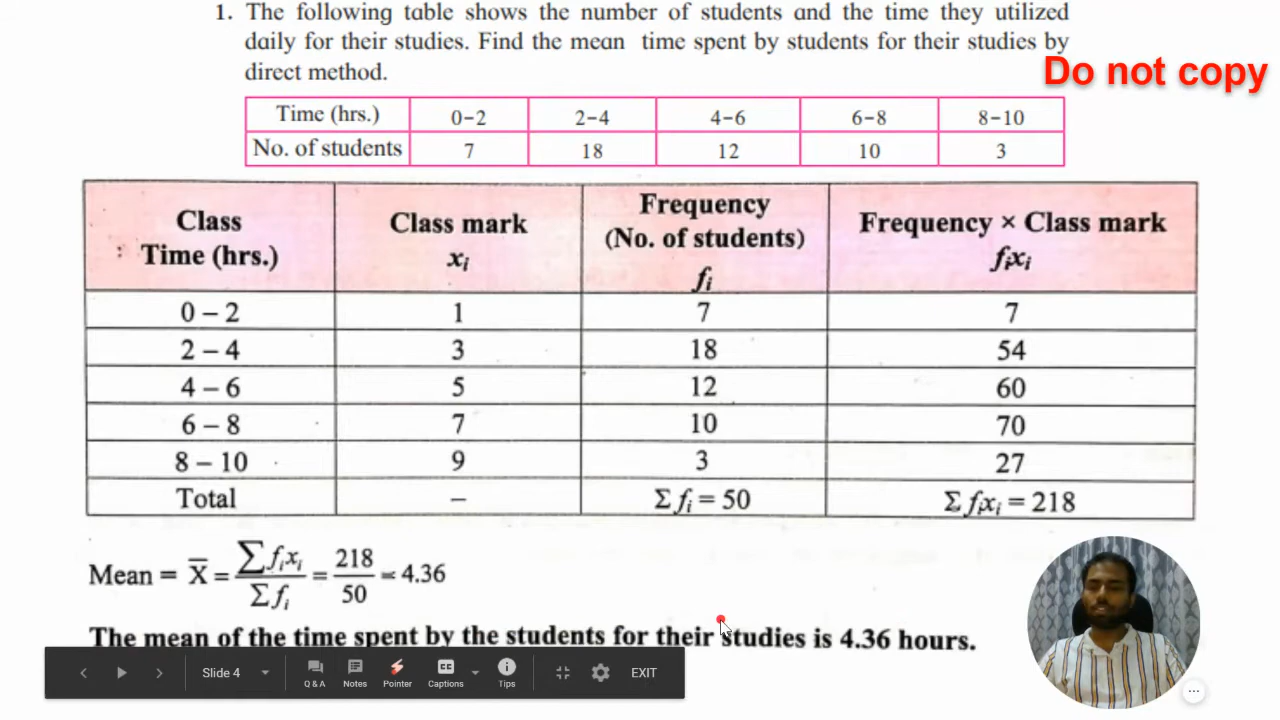 1. The following table shows the number of students and the time they utilized
daily for their studies. Find the mean time spent by students for their studies by
direct method.
Do not copy
Time (hrs.) 0-2 2-4 4-6 6-8 8-10
No. of students 7 18 12 10 3
Class Time (hrs.) Class mark xi Frequency (No. of students) fi Frequency × Class mark fixi
0 – 2 1 7 7
2 – 4 3 18 54
4 – 6 5 12 60
6 – 8 7 10 70
8 – 10 9 3 27
Total – Σ fi = 50 Σ fixi = 218
Mean = X̄ = Σ fixi / Σ fi = 218 / 50 = 4.36
The mean of the time spent by the students for their studies is 4.36 hours.
Slide 4 Q & A Notes Pointer CC Captions Tips EXIT